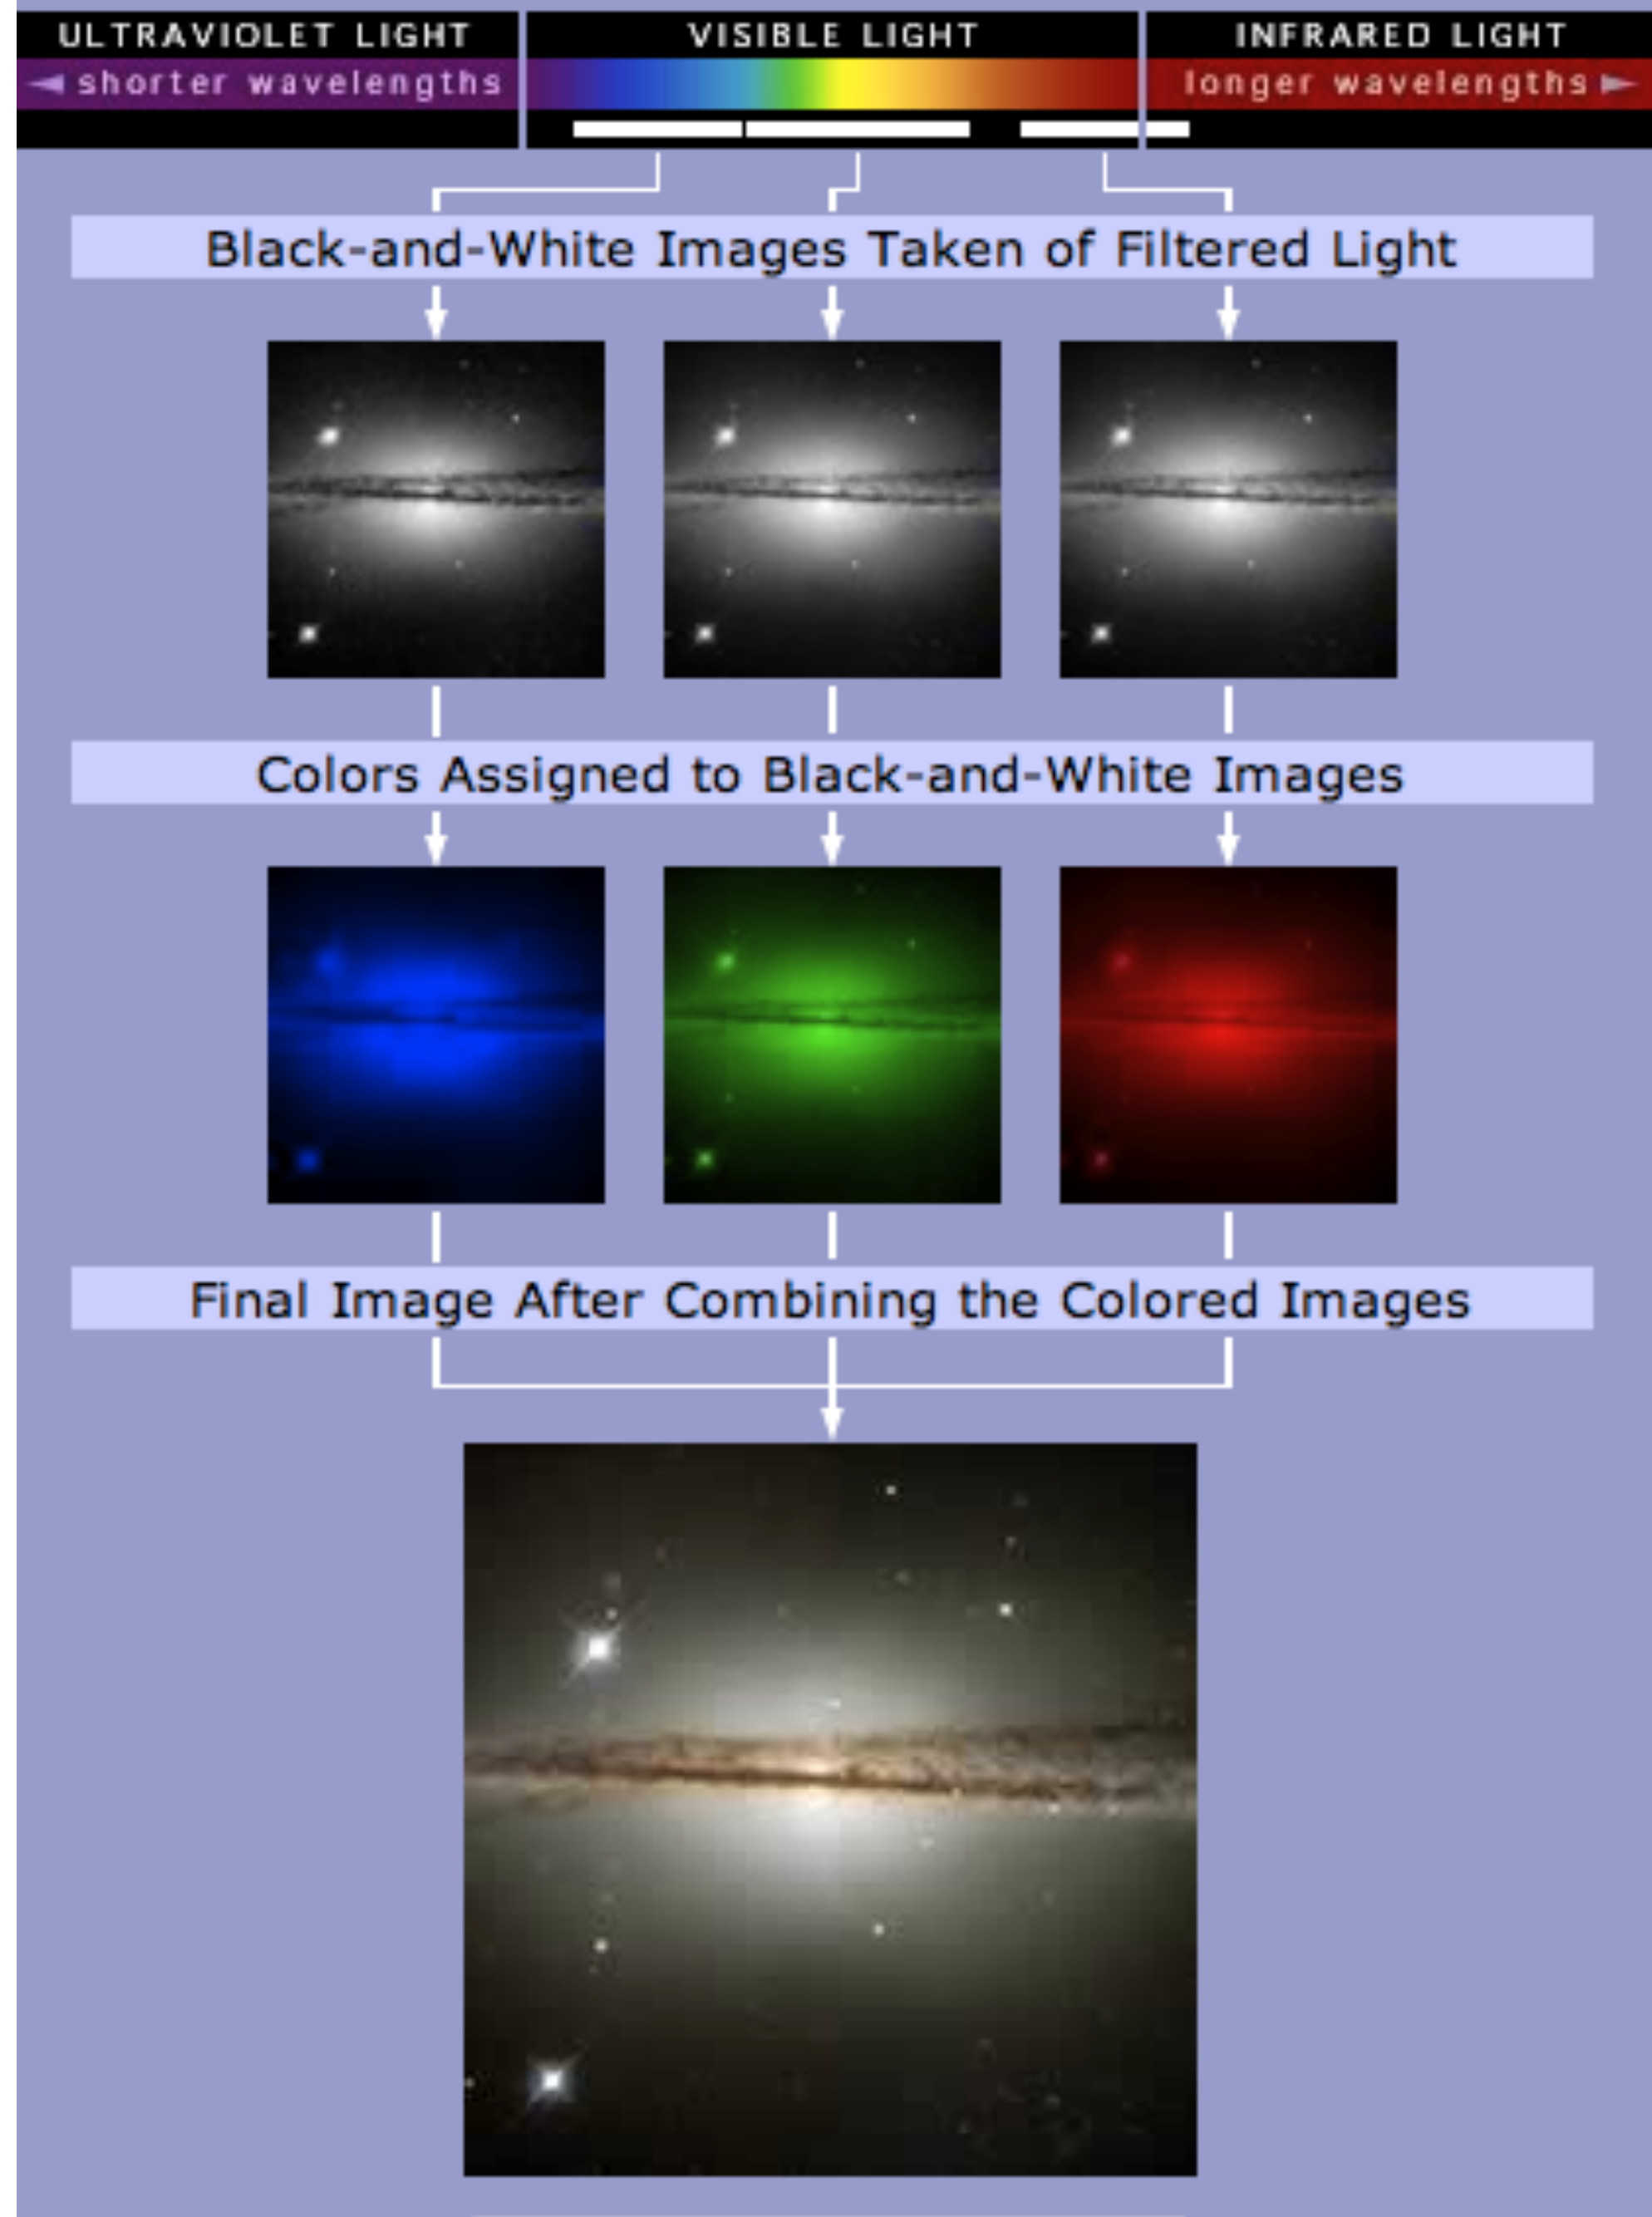 ULTRAVIOLET LIGHT
VISIBLE LIGHT
INFRARED LIGHT
shorter wavelengths
longer wavelengths
Black-and-White Images Taken of Filtered Light
Colors Assigned to Black-and-White Images
Final Image After Combining the Colored Images